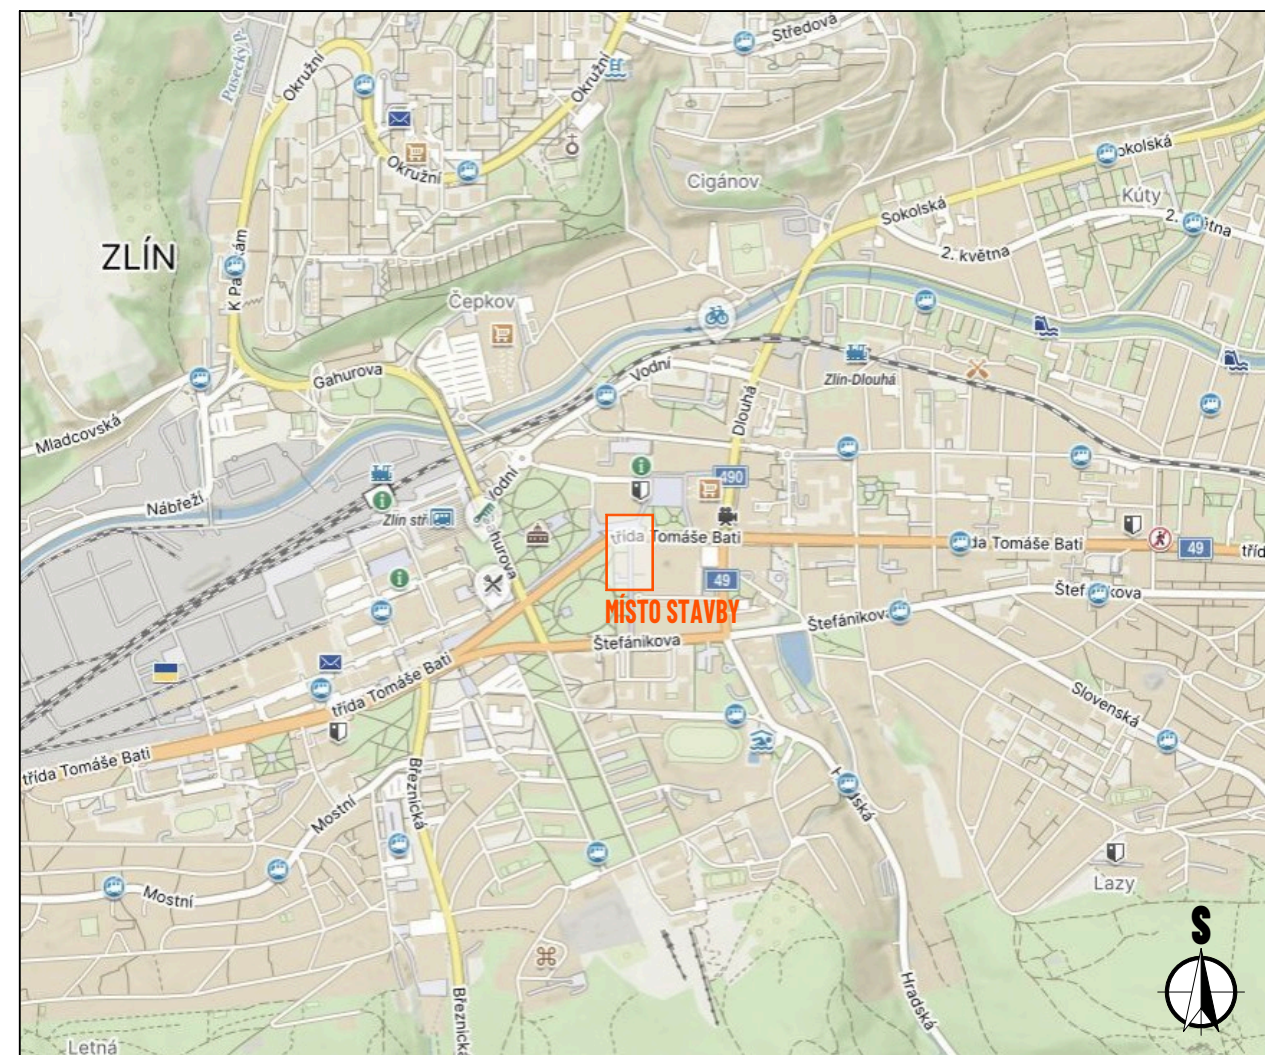 Středová
Okružní
Pasecký p.
Okružní
Okružní
Sokolská
Cigánov
Kúty
Sokolská
2. května
2. května
ZLÍN
K Pasekám
Čepkov
Vodní
Gahurova
Zlín-Dlouhá
Dlouhá
Mladcovská
490
Vodní
Nábřeží
Zlín stř
Gahurova
třída Tomáše Bati
třída Tomáše Bati
49
tříd
49
Štefánikova
MÍSTO STAVBY
Štefánikova
Štefánikova
třída Tomáše Bati
Slovenská
třída Tomáše Bati
Březnická
Hradská
Mostní
Mostní
Lazy
S
Hradská
Březnická
Letná